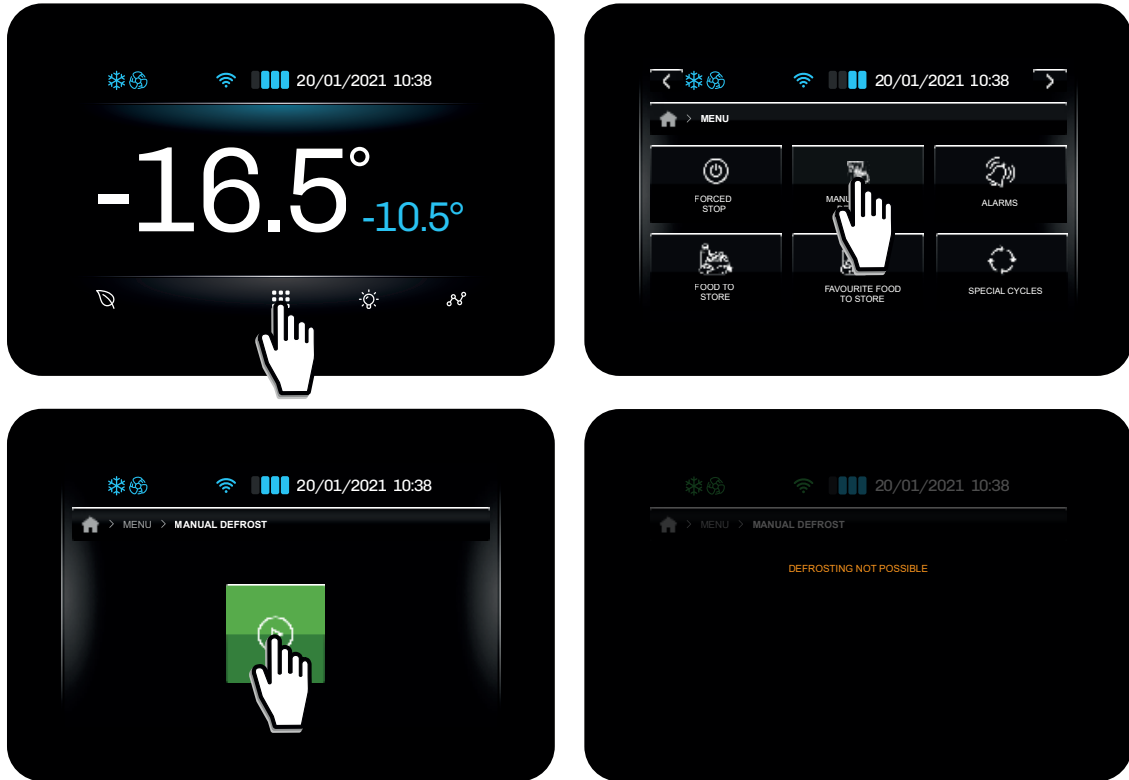 20/01/2021 10:38
-16.5°
-10.5°
20/01/2021 10:38
MENU
FORCED
STOP
ALARMS
FOOD TO
STORE
FAVOURITE FOOD
TO STORE
SPECIAL CYCLES
20/01/2021 10:38
> MENU > MANUAL DEFROST
20/01/2021 10:38
> MENU > MANUAL DEFROST
DEFROSTING NOT POSSIBLE